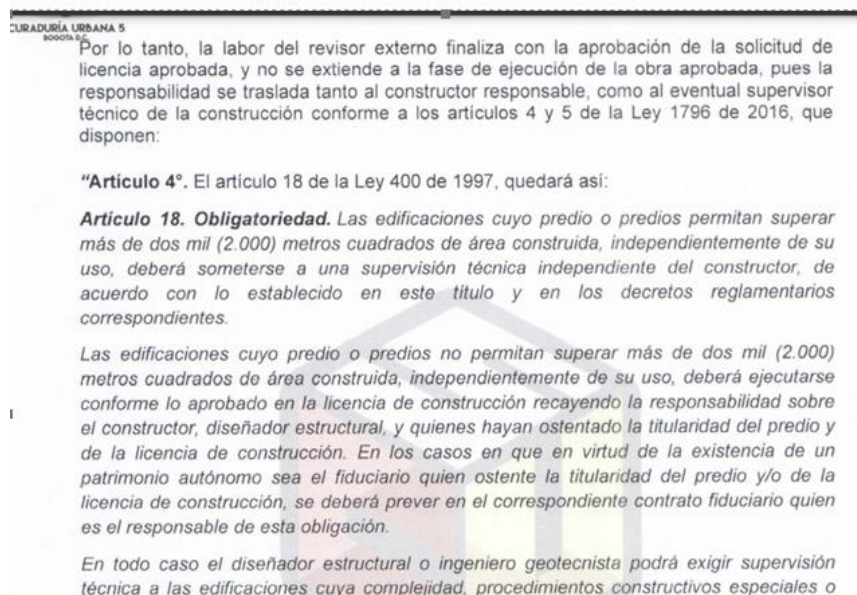 CURADURÍA URBANA 5
BOGOTA D.C.
Por lo tanto, la labor del revisor externo finaliza con la aprobación de la solicitud de
licencia aprobada, y no se extiende a la fase de ejecución de la obra aprobada, pues la
responsabilidad se traslada tanto al constructor responsable, como al eventual supervisor
técnico de la construcción conforme a los artículos 4 y 5 de la Ley 1796 de 2016, que
disponen:
"Artículo 4°. El artículo 18 de la Ley 400 de 1997, quedará así:
Artículo 18. Obligatoriedad. Las edificaciones cuyo predio o predios permitan superar
más de dos mil (2.000) metros cuadrados de área construida, independientemente de su
uso, deberá someterse a una supervisión técnica independiente del constructor, de
acuerdo con lo establecido en este título y en los decretos reglamentarios
correspondientes.
Las edificaciones cuyo predio o predios no permitan superar más de dos mil (2.000)
metros cuadrados de área construida, independientemente de su uso, deberá ejecutarse
conforme lo aprobado en la licencia de construcción recayendo la responsabilidad sobre
el constructor, diseñador estructural, y quienes hayan ostentado la titularidad del predio y
de la licencia de construcción. En los casos en que en virtud de la existencia de un
patrimonio autónomo sea el fiduciario quien ostente la titularidad del predio y/o de la
licencia de construcción, se deberá prever en el correspondiente contrato fiduciario quien
es el responsable de esta obligación.
En todo caso el diseñador estructural o ingeniero geotecnista podrá exigir supervisión
técnica a las edificaciones cuya complejidad, procedimientos constructivos especiales o